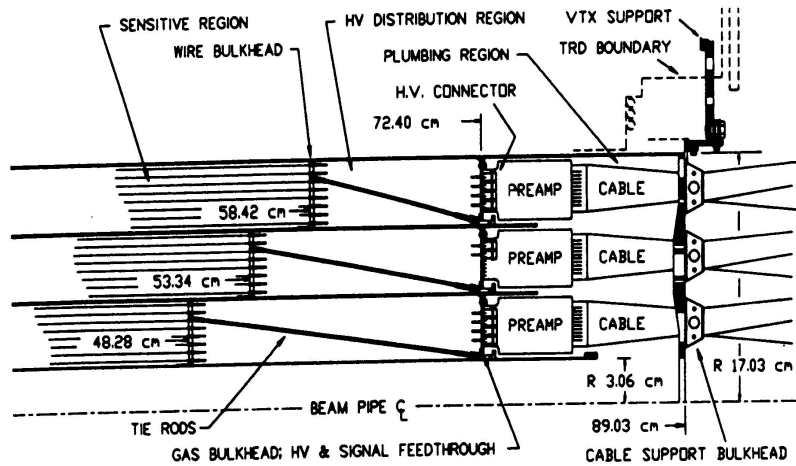 SENSITIVE REGION
HV DISTRIBUTION REGION
VTX SUPPORT
WIRE BULKHEAD
PLUMBING REGION
TRD BOUNDARY
H.V. CONNECTOR
72.40 cm
PREAMP
CABLE
58.42 cm
PREAMP
CABLE
53.34 cm
PREAMP
CABLE
48.28 cm
R 3.06 cm
R 17.03 cm
BEAM PIPE ℄
TIE RODS
89.03 cm
GAS BULKHEAD; HV & SIGNAL FEEDTHROUGH
CABLE SUPPORT BULKHEAD